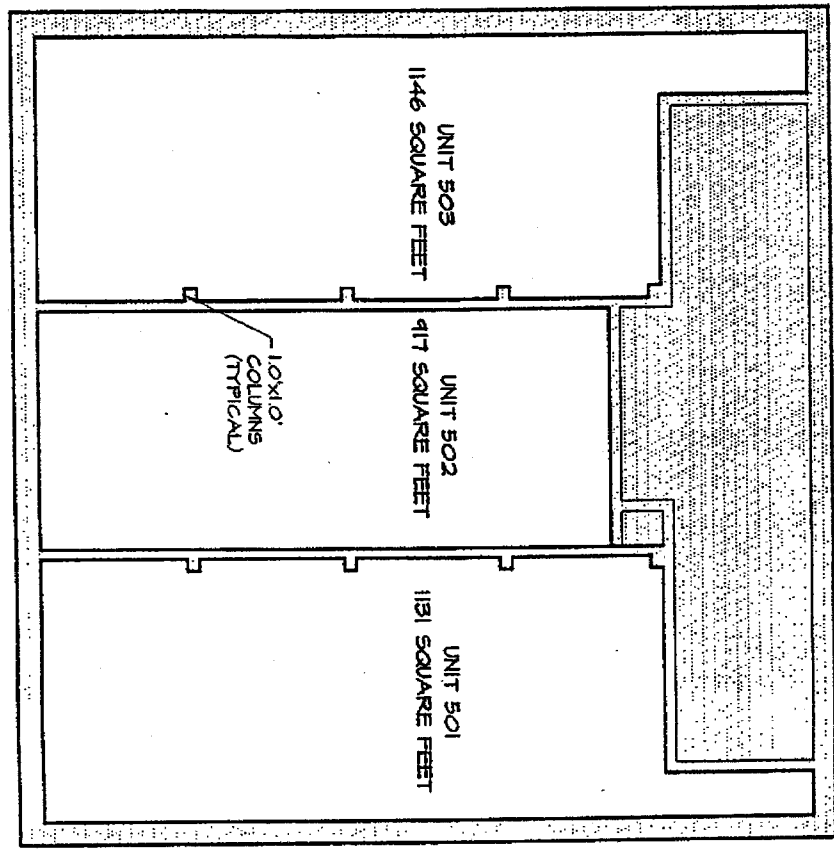 UNIT 503
1146 SQUARE FEET
UNIT 502
917 SQUARE FEET
1.0'X1.0'
COLUMNS
(TYPICAL)
UNIT 501
1131 SQUARE FEET